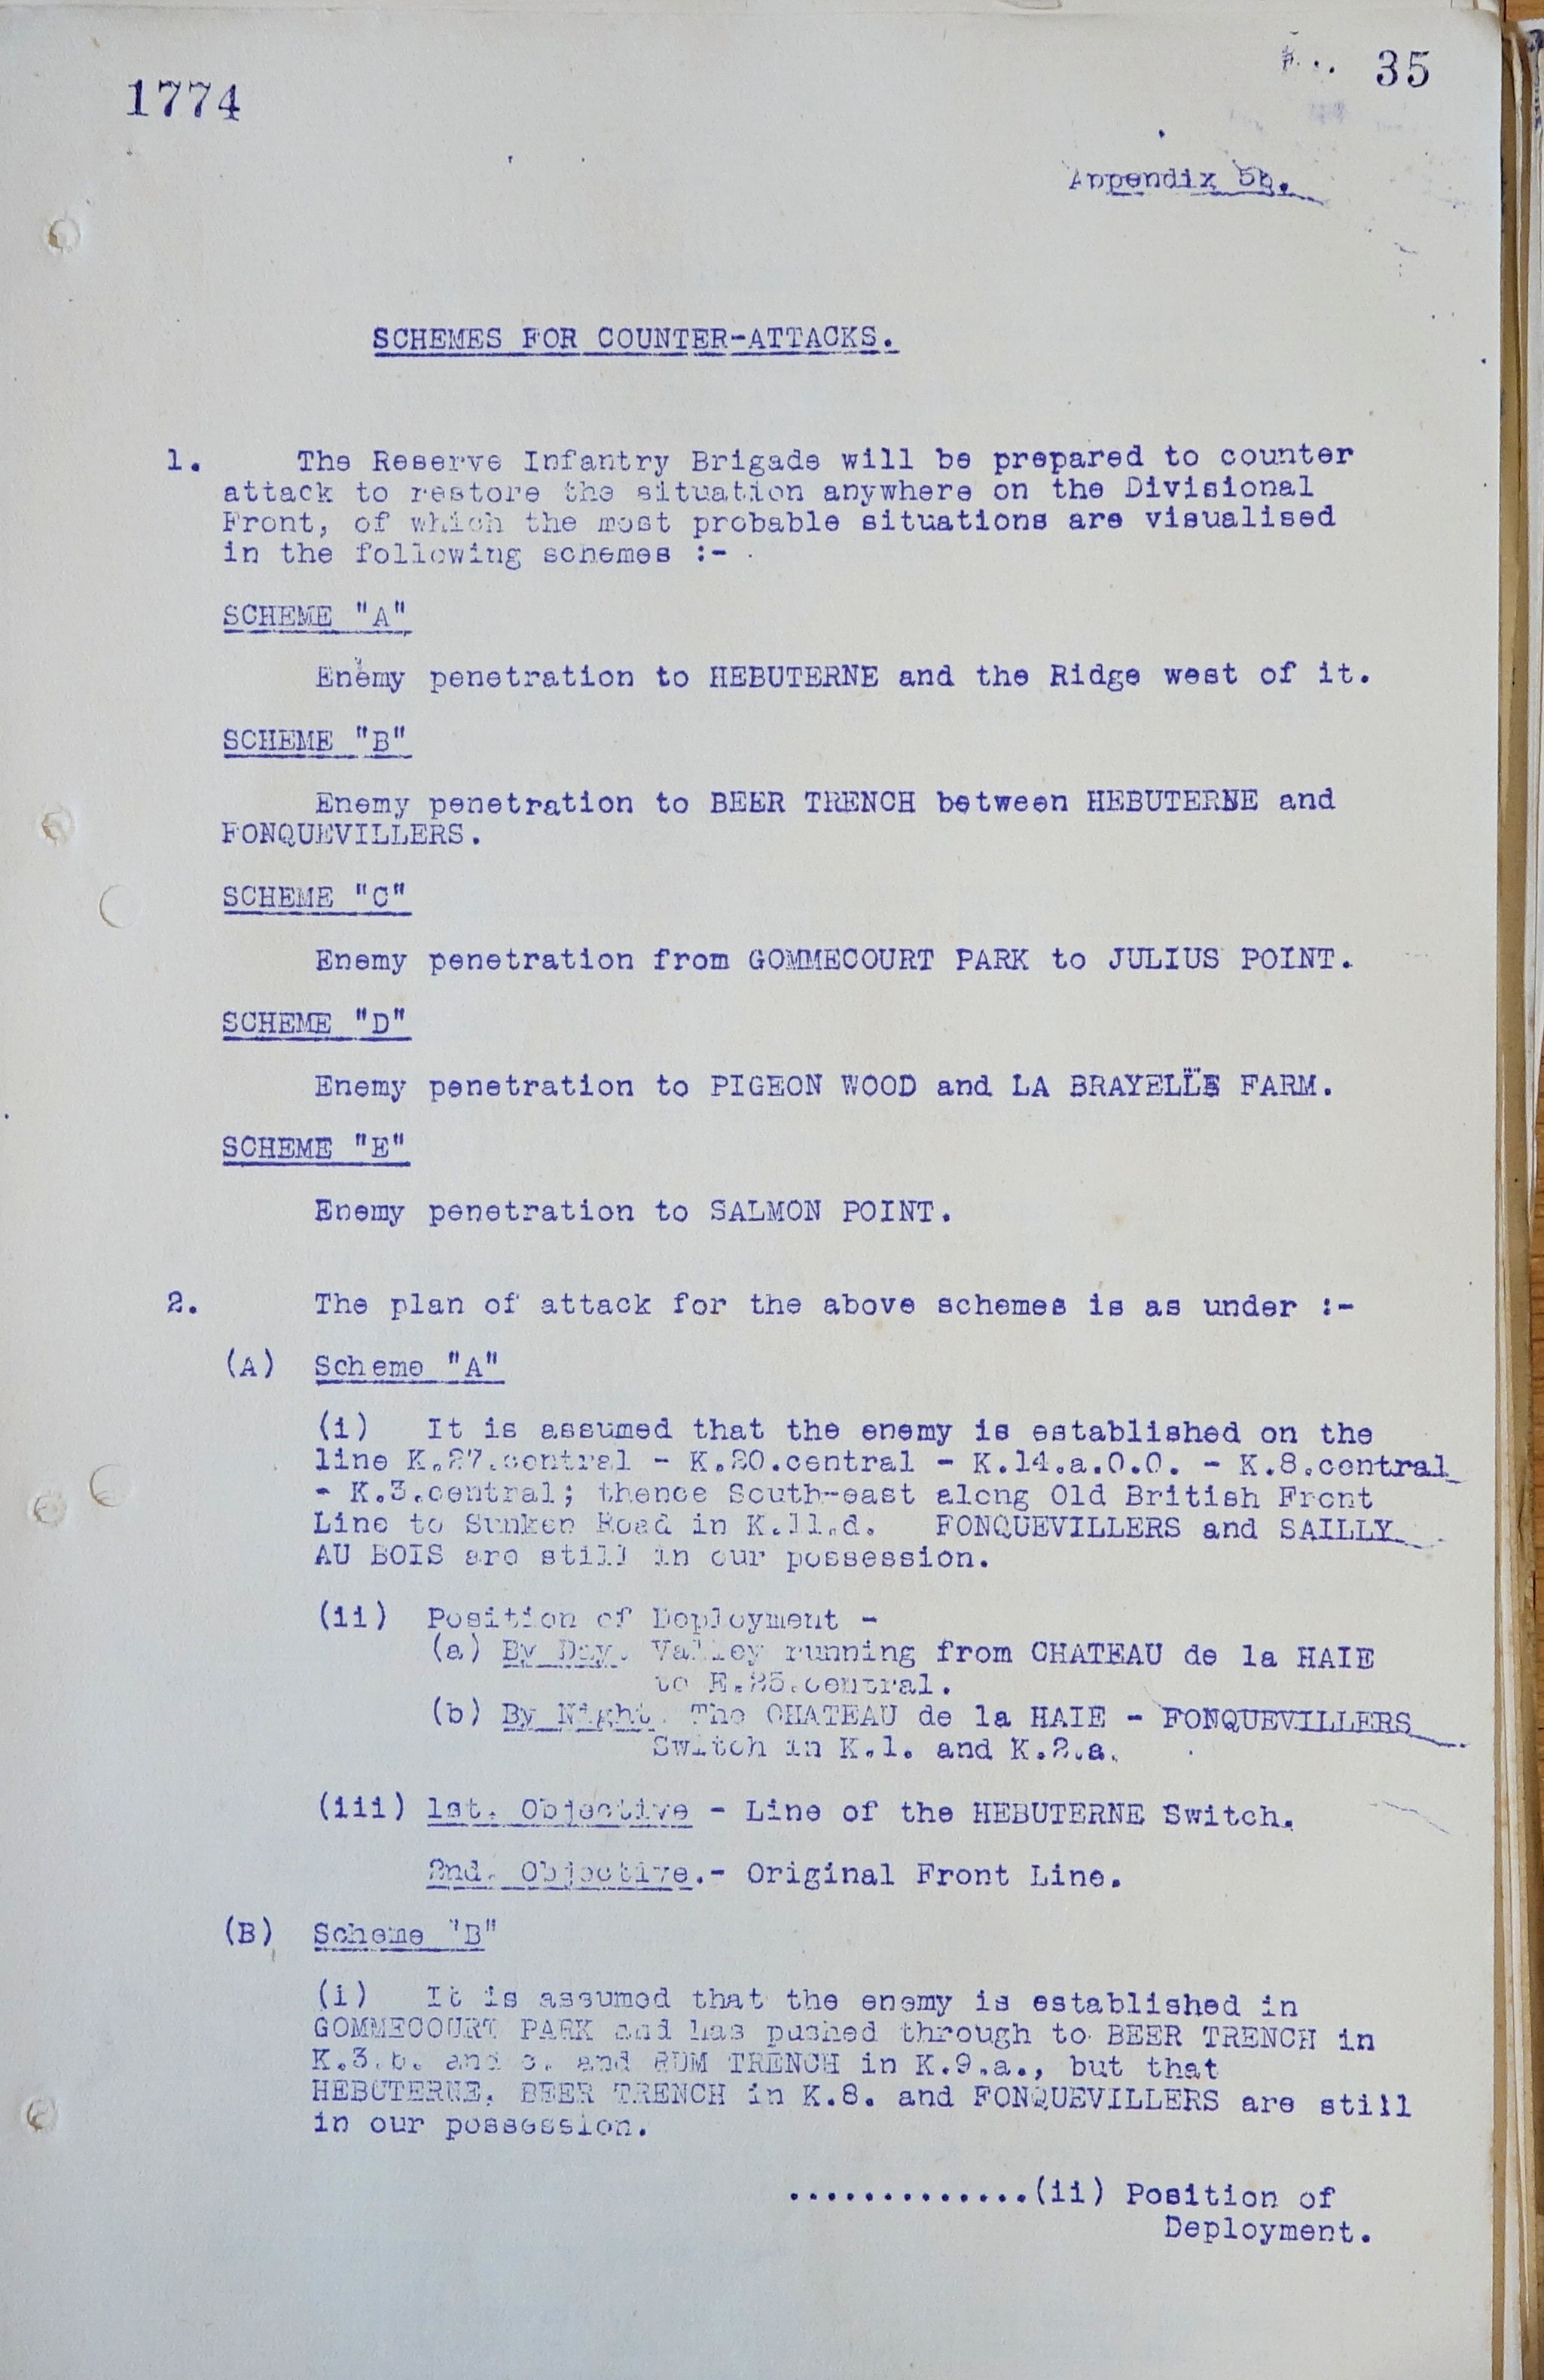 35
1774
Appendix 5b.
SCHEMES FOR COUNTER-ATTACKS.
1. The Reserve Infantry Brigade will be prepared to counter
attack to restore the situation anywhere on the Divisional
Front, of which the most probable situations are visualised
in the following schemes :-
SCHEME "A"
Enemy penetration to HEBUTERNE and the Ridge west of it.
SCHEME "B"
Enemy penetration to BEER TRENCH between HEBUTERNE and
FONQUEVILLERS.
SCHEME "C"
Enemy penetration from GOMMECOURT PARK to JULIUS POINT.
SCHEME "D"
Enemy penetration to PIGEON WOOD and LA BRAYELLE FARM.
SCHEME "E"
Enemy penetration to SALMON POINT.
2. The plan of attack for the above schemes is as under :-
(A) Scheme "A"
(i) It is assumed that the enemy is established on the
line K.27.central - K.20.central - K.14.a.0.0. - K.8.central
- K.3.central; thence South-east along Old British Front
Line to Sunken Road in K.11.d. FONQUEVILLERS and SAILLY
AU BOIS are still in our possession.
(ii) Position of Deployment -
(a) By Day. Valley running from CHATEAU de la HAIE
to E.25.central.
(b) By Night. The CHATEAU de la HAIE - FONQUEVILLERS
Switch in K.1. and K.2.a.
(iii) 1st. Objective - Line of the HEBUTERNE Switch.
2nd. Objective.- Original Front Line.
(B) Scheme "B"
(i) It is assumed that the enemy is established in
GOMMECOURT PARK and has pushed through to BEER TRENCH in
K.3.b. and c. and RUM TRENCH in K.9.a., but that
HEBUTERNE, BEER TRENCH in K.8. and FONQUEVILLERS are still
in our possession.
.............(ii) Position of
Deployment.